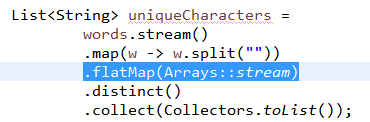 List<String> uniqueCharacters =
words.stream()
.map(w -> w.split(""))
.flatMap(Arrays::stream)
.distinct()
.collect(Collectors.toList());